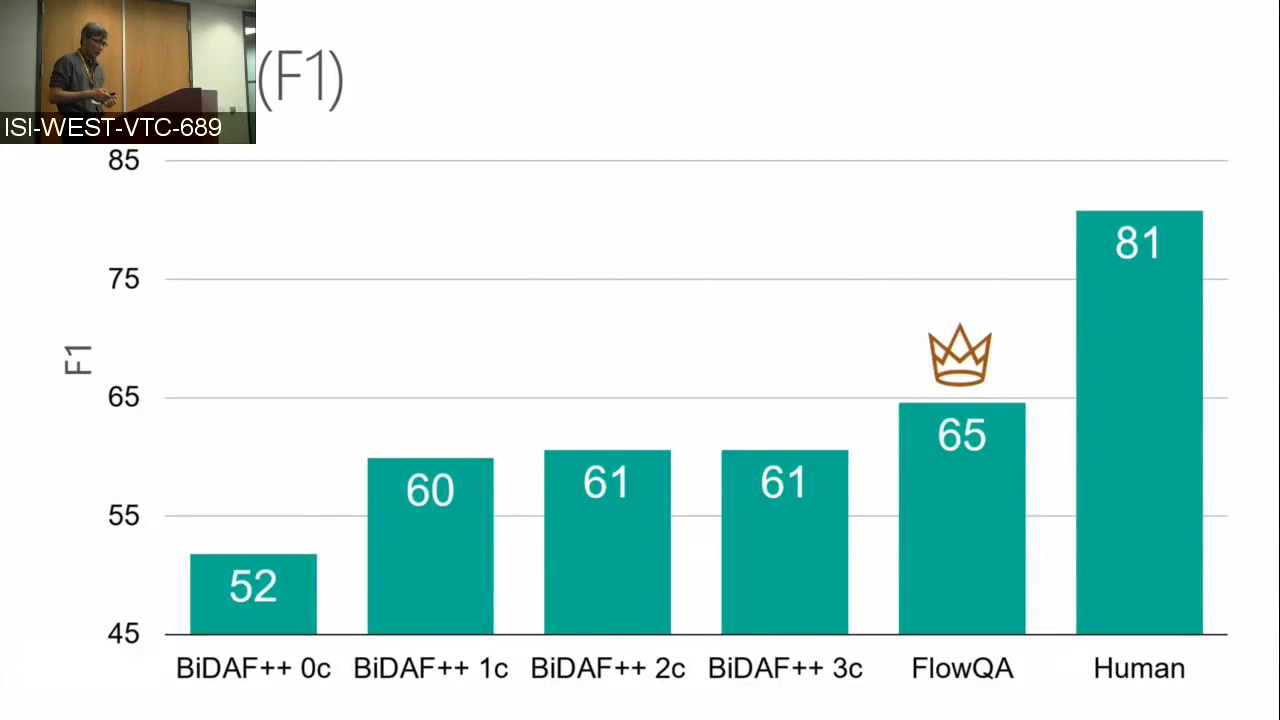 ISI-WEST-VTC-689
(F1)
85
75
65
55
45
F1
52
60
61
61
65
81
BiDAF++ 0c
BiDAF++ 1c
BiDAF++ 2c
BiDAF++ 3c
FlowQA
Human